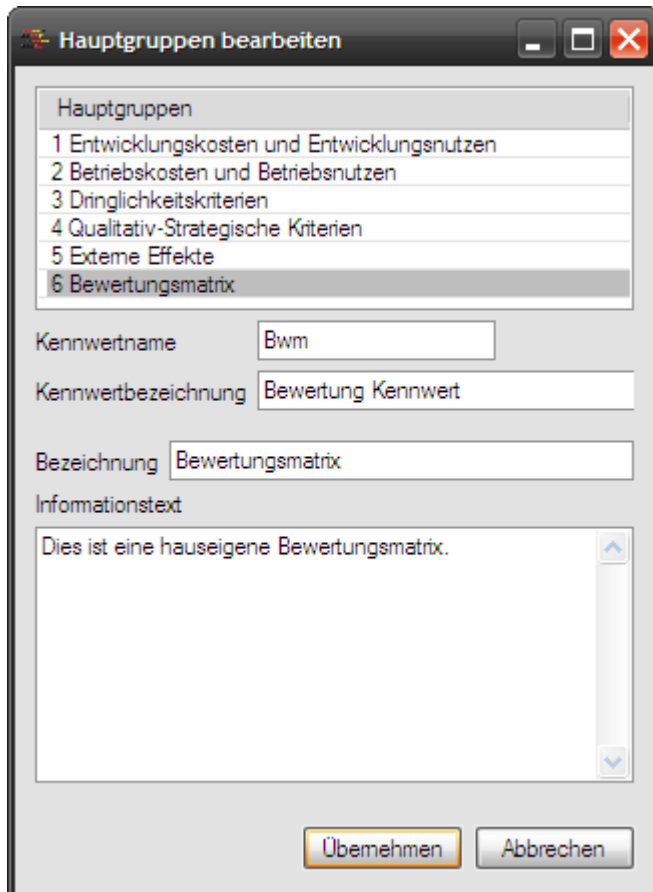 Hauptgruppen bearbeiten
Hauptgruppen
1 Entwicklungskosten und Entwicklungsnutzen
2 Betriebskosten und Betriebsnutzen
3 Dringlichkeitskriterien
4 Qualitativ-Strategische Kriterien
5 Externe Effekte
6 Bewertungsmatrix
Kennwertname Bwm
Kennwertbezeichnung Bewertung Kennwert
Bezeichnung Bewertungsmatrix
Informationstext
Dies ist eine hauseigene Bewertungsmatrix.
Übernehmen Abbrechen